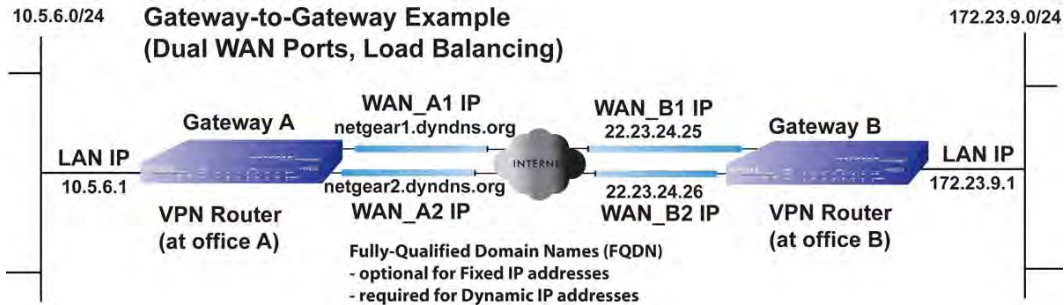 10.5.6.0/24
Gateway-to-Gateway Example
(Dual WAN Ports, Load Balancing)
172.23.9.0/24
Gateway A
WAN_A1 IP
netgear1.dyndns.org
WAN_B1 IP
22.23.24.25
Gateway B
LAN IP
10.5.6.1
INTERNE
LAN IP
172.23.9.1
netgear2.dyndns.org
WAN_A2 IP
22.23.24.26
WAN_B2 IP
VPN Router
(at office A)
VPN Router
(at office B)
Fully-Qualified Domain Names (FQDN)
- optional for Fixed IP addresses
- required for Dynamic IP addresses